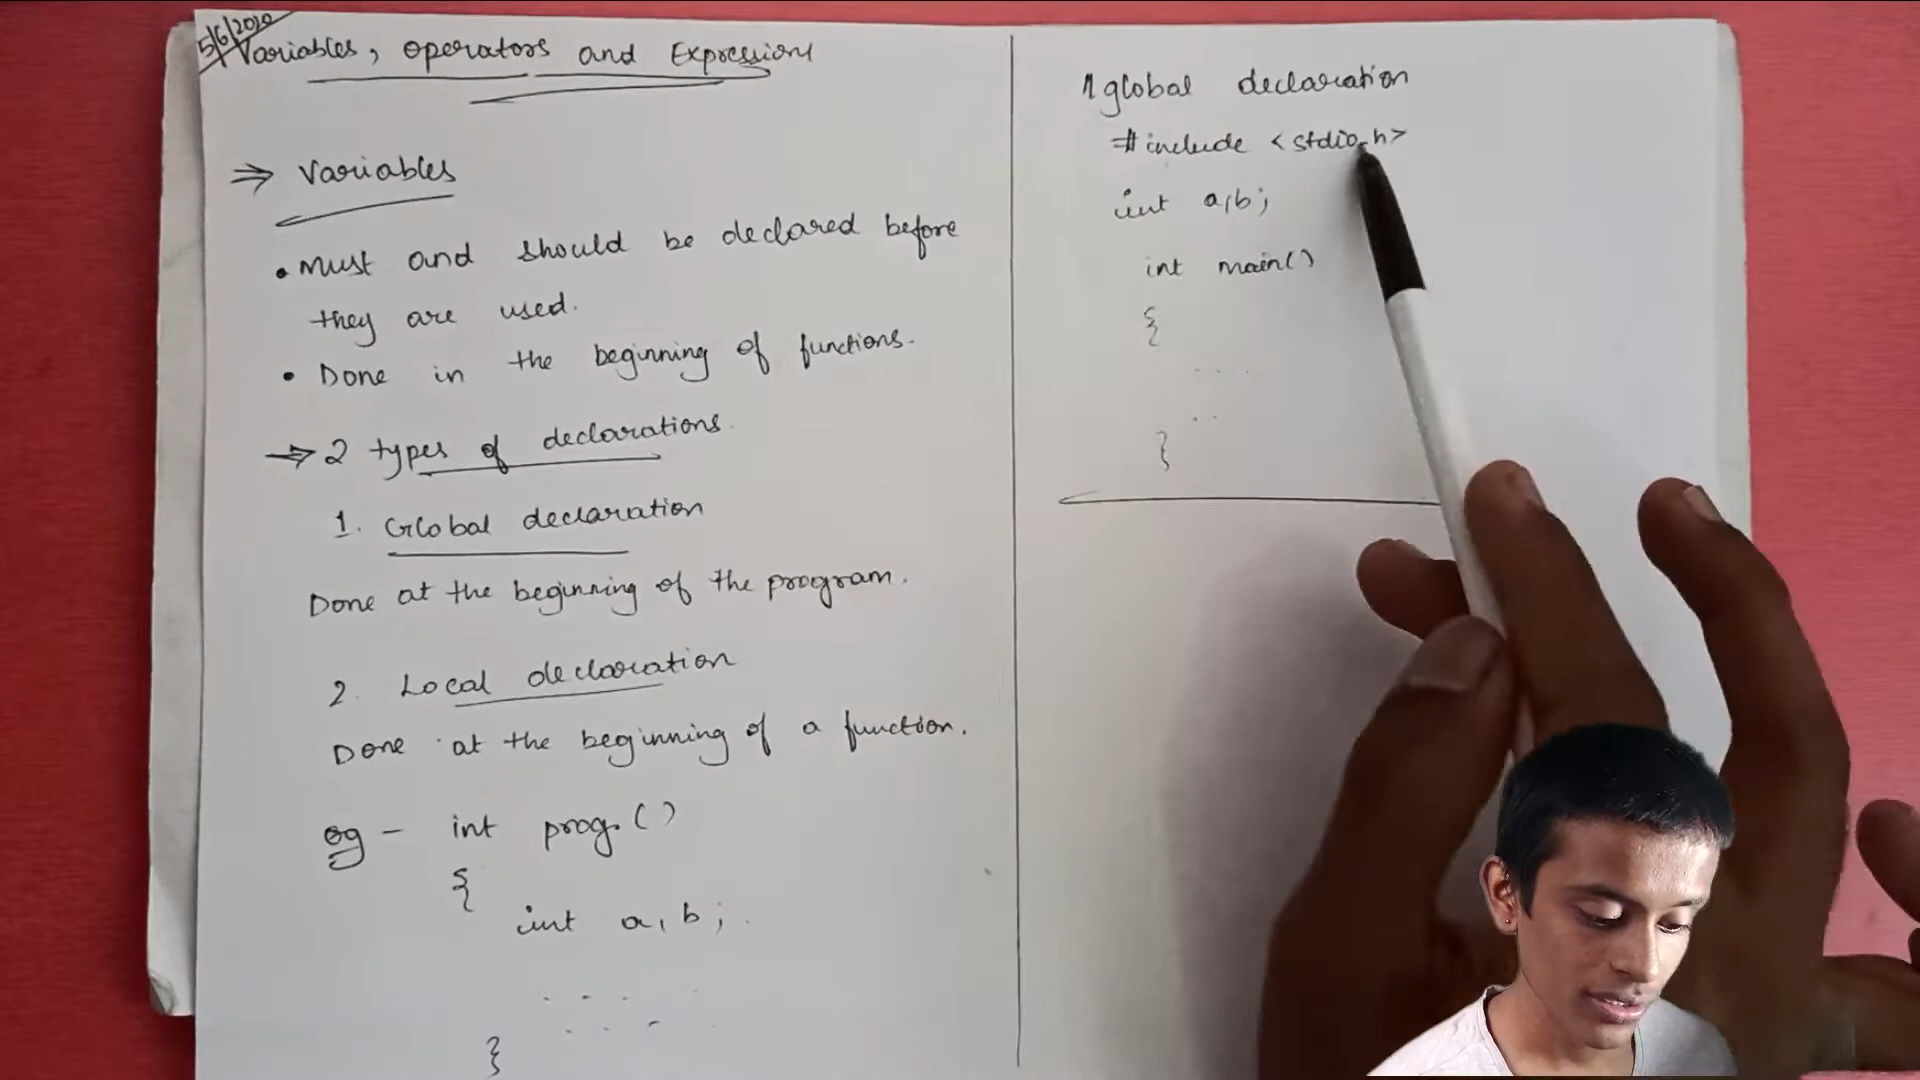 5/6/2020
Variables, operators and Expressions
⇒ Variables
• Must and should be declared before
they are used.
• Done in the beginning of functions.
⇒ 2 types of declarations.
1. Global declaration
Done at the beginning of the program.
2. Local declaration
Done at the beginning of a function.
eg - int prog.()
{
int a, b;
. . .
. . .
}
1 global declaration
#include <stdio.h>
int a,b;
int main()
{
. . . .
. .
}